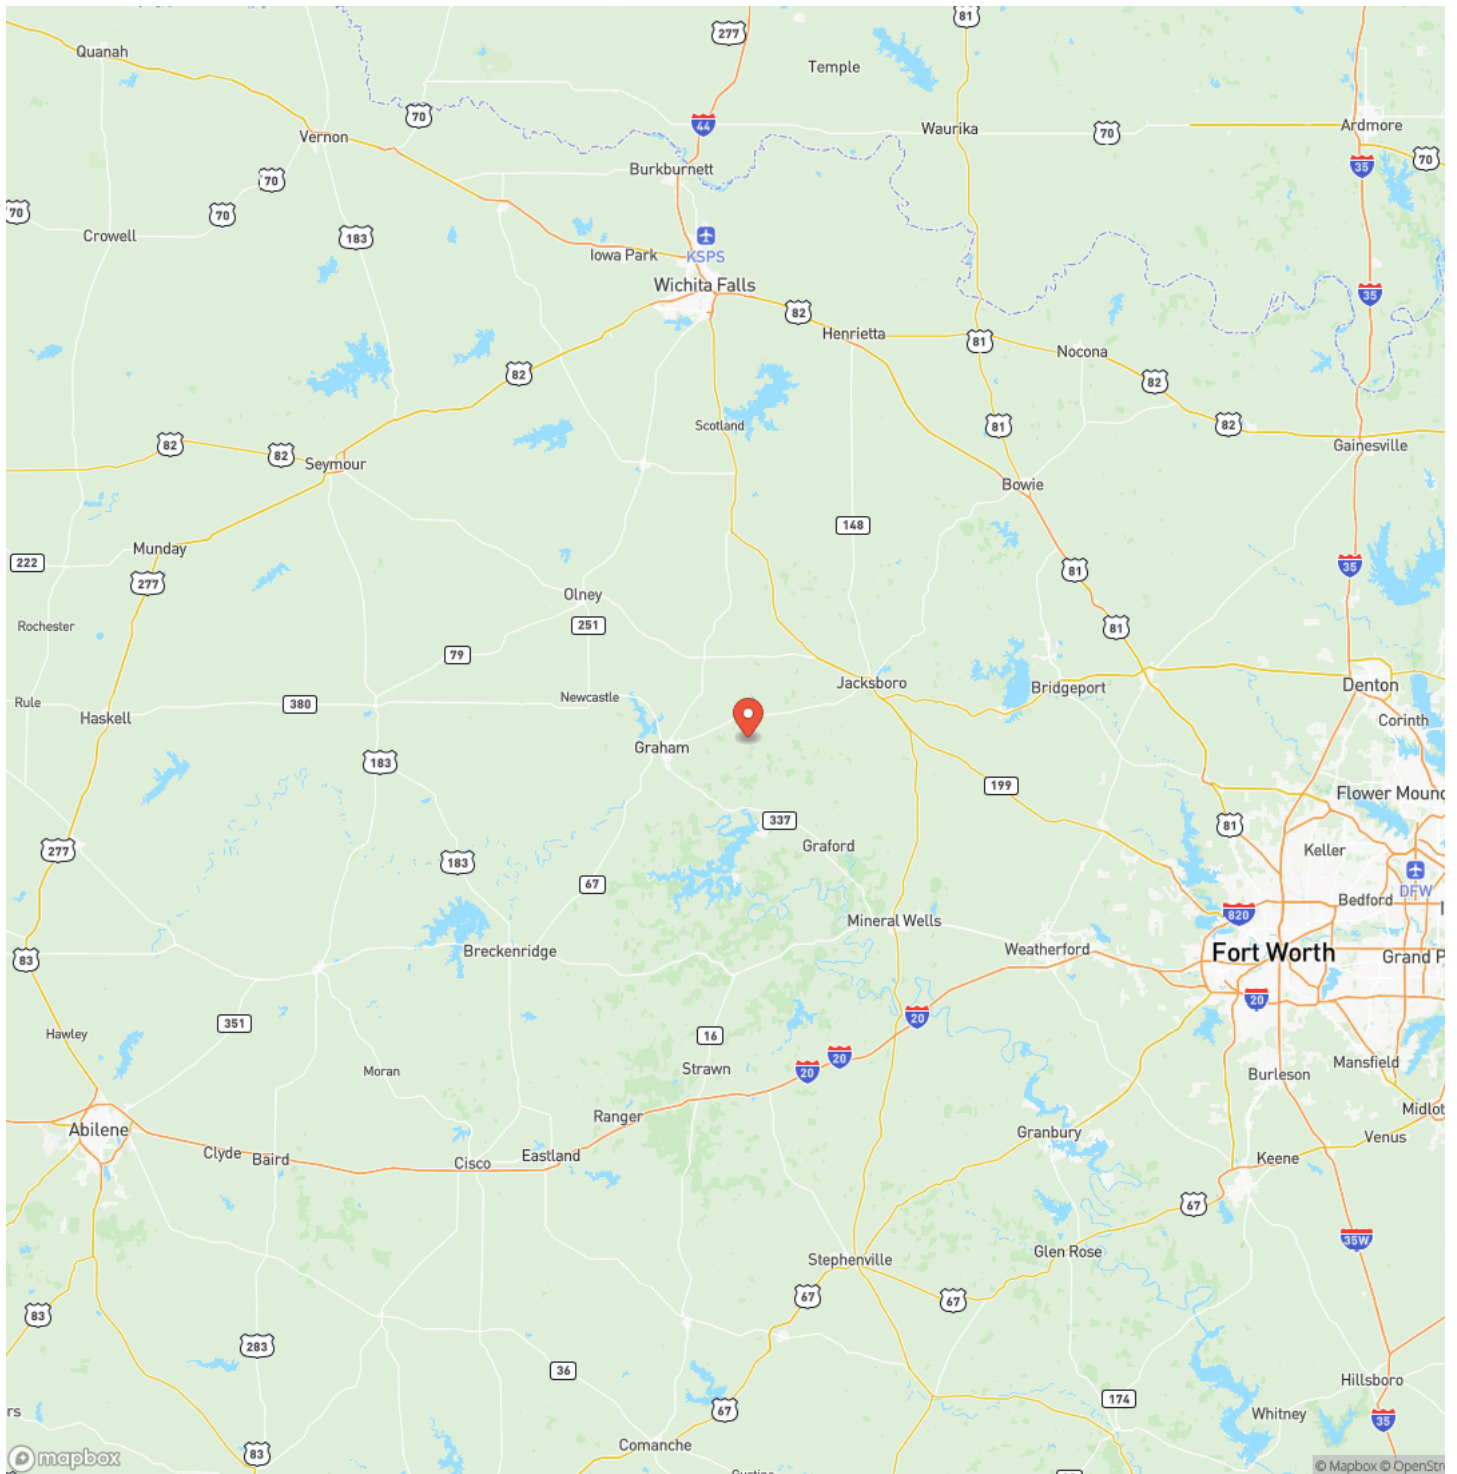 81
277
Quanah
Temple
70
44
Waurika
70
Ardmore
Vernon
70
35
Burkburnett
70
70
70
Crowell
183
Iowa Park
KSPS
Wichita Falls
35
82
Henrietta
81
Nocona
82
82
Scotland
81
82
82
82
Gainesville
Seymour
Bowie
148
Munday
222
277
81
35
Olney
Rochester
251
81
79
Jacksboro
Bridgeport
Denton
Rule
380
Newcastle
Haskell
Corinth
Graham
183
199
Flower Mound
337
81
277
Graford
Keller
183
67
DFW
Bedford
820
Mineral Wells
Breckenridge
Weatherford
Fort Worth
Grand P
83
20
20
351
Hawley
16
20
20
Moran
Strawn
Mansfield
Burleson
Ranger
Midlot
Abilene
Granbury
Venus
Clyde
Baird
Cisco
Eastland
Keene
67
35W
Glen Rose
Stephenville
67
67
83
283
36
Hillsboro
174
67
Whitney
35
rs
Comanche
83
mapbox
© Mapbox © OpenStre